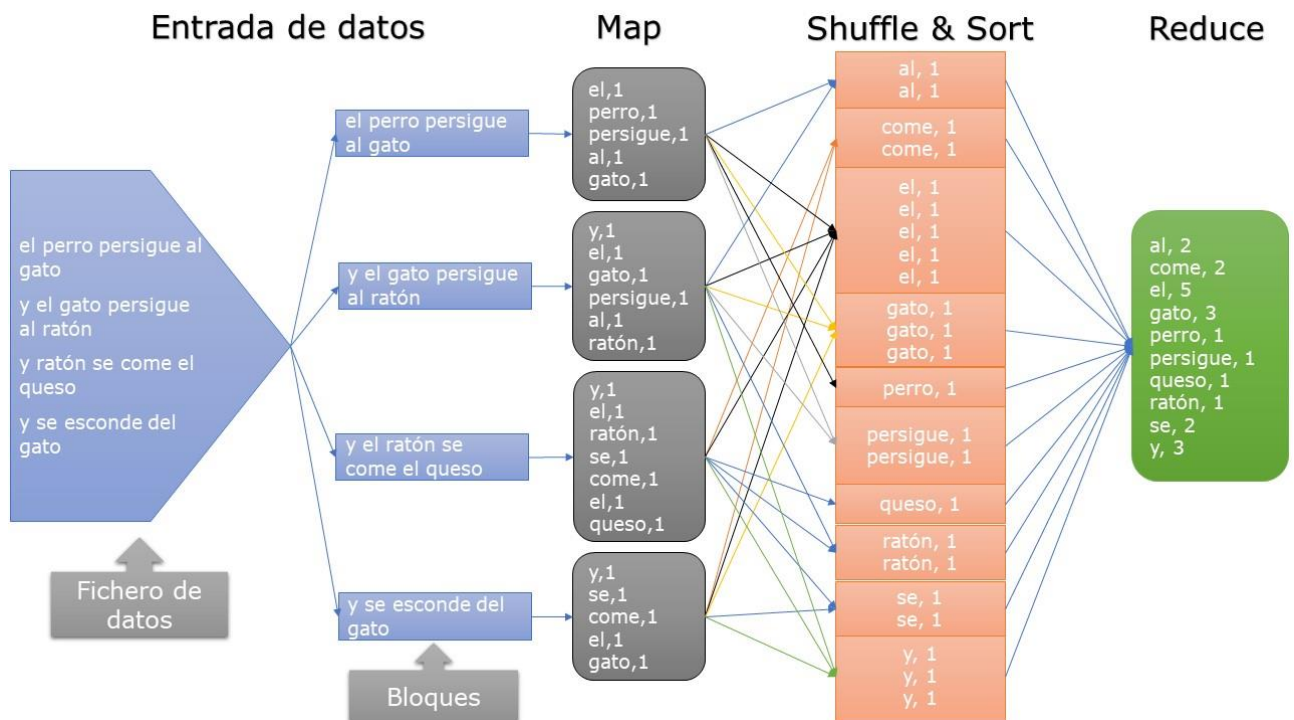 Entrada de datos
Map
Shuffle & Sort
Reduce
el perro persigue al
gato
y el gato persigue
al ratón
y ratón se come el
queso
y se esconde del
gato
Fichero de
datos
el perro persigue
al gato
y el gato persigue
al ratón
y el ratón se
come el queso
y se esconde del
gato
Bloques
el,1
perro,1
persigue,1
al,1
gato,1
y,1
el,1
gato,1
persigue,1
al,1
ratón,1
y,1
el,1
ratón,1
se,1
come,1
el,1
queso,1
y,1
se,1
come,1
el,1
gato,1
al, 1
al, 1
come, 1
come, 1
el, 1
el, 1
el, 1
el, 1
el, 1
gato, 1
gato, 1
gato, 1
perro, 1
persigue, 1
persigue, 1
queso, 1
ratón, 1
ratón, 1
se, 1
se, 1
y, 1
y, 1
y, 1
al, 2
come, 2
el, 5
gato, 3
perro, 1
persigue, 1
queso, 1
ratón, 1
se, 2
y, 3